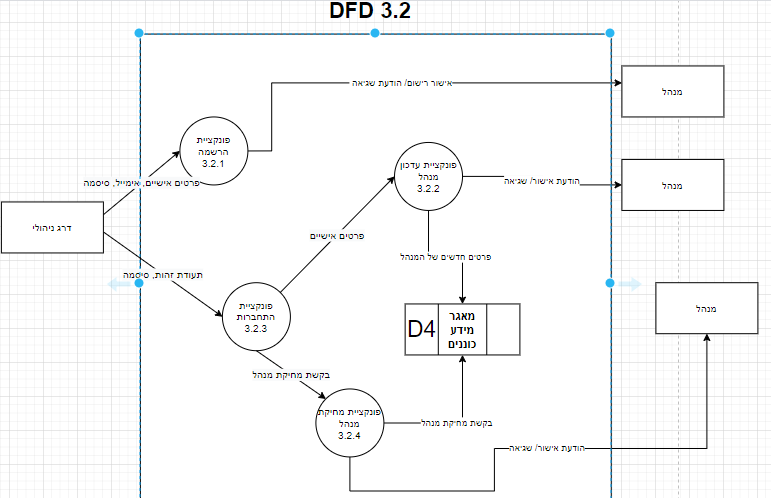 DFD 3.2
אישור רישום/ הודעת שגיאה
מנהל
פונקציית
הרשמה
3.2.1
פרטים אישיים, אימייל, סיסמה
פונקציית עדכון
מנהל
3.2.2
הודעת אישור/ שגיאה
מנהל
דרג ניהולי
פרטים אישיים
פרטים חדשים של המנהל
תעודת זהות, סיסמה
פונקציית
התחברות
3.2.3
D4
מאגר
מידע
כוננים
מנהל
בקשת מחיקת מנהל
פונקציית מחיקת
מנהל
3.2.4
בקשת מחיקת מנהל
הודעת אישור/ שגיאה